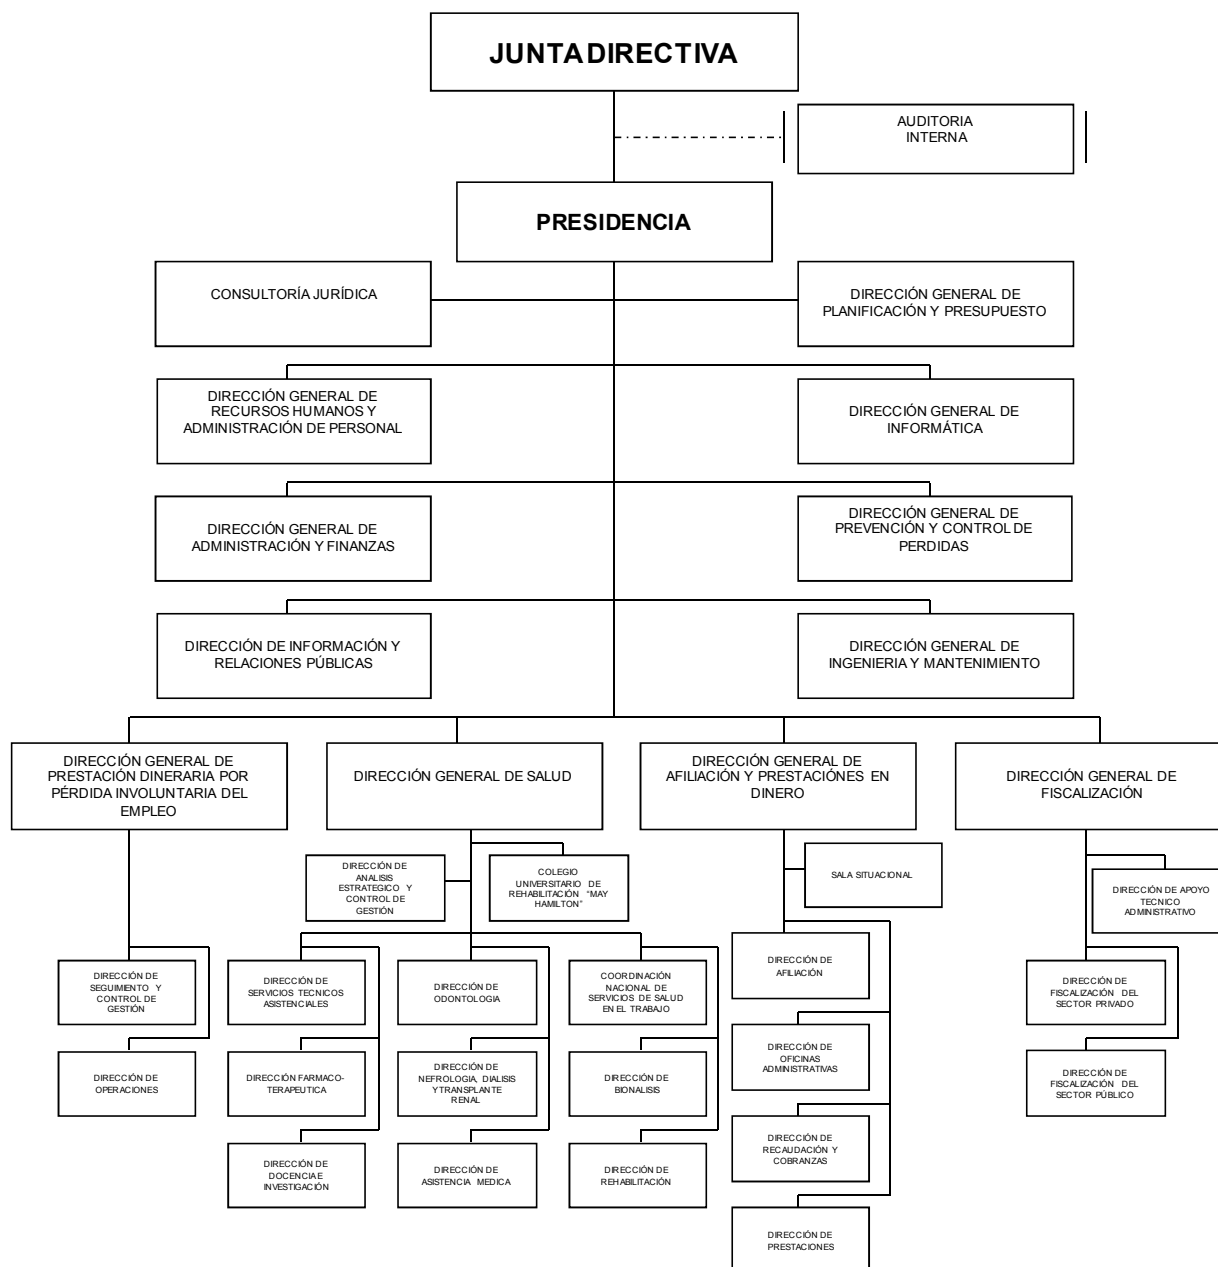 JUNTA DIRECTIVA
AUDITORIA
INTERNA
PRESIDENCIA
CONSULTORÍA JURÍDICA
DIRECCIÓN GENERAL DE
PLANIFICACIÓN Y PRESUPUESTO
DIRECCIÓN GENERAL DE
RECURSOS HUMANOS Y
ADMINISTRACIÓN DE PERSONAL
DIRECCIÓN GENERAL DE
INFORMÁTICA
DIRECCIÓN GENERAL DE
ADMINISTRACIÓN Y FINANZAS
DIRECCIÓN GENERAL DE
PREVENCIÓN Y CONTROL DE
PERDIDAS
DIRECCIÓN DE INFORMACIÓN Y
RELACIONES PÚBLICAS
DIRECCIÓN GENERAL DE
INGENIERIA Y MANTENIMIENTO
DIRECCIÓN GENERAL DE
PRESTACIÓN DINERARIA POR
PÉRDIDA INVOLUNTARIA DEL
EMPLEO
DIRECCIÓN GENERAL DE SALUD
DIRECCIÓN GENERAL DE
AFILIACIÓN Y PRESTACIÓNES EN
DINERO
DIRECCIÓN GENERAL DE
FISCALIZACIÓN
DIRECCIÓN DE
ANALISIS
ESTRATEGICO Y
CONTROL DE
GESTIÓN
COLEGIO
UNIVERSITARIO DE
REHABILITACIÓN "MAY
HAMILTON"
SALA SITUACIONAL
DIRECCIÓN DE APOYO
TECNICO
ADMINISTRATIVO
DIRECCIÓN DE
SEGUIMIENTO Y
CONTROL DE
GESTIÓN
DIRECCIÓN DE
SERVICIOS TECNICOS
ASISTENCIALES
DIRECCIÓN DE
ODONTOLOGIA
COORDINACIÓN
NACIONAL DE
SERVICIOS DE SALUD
EN EL TRABAJO
DIRECCIÓN DE
AFILIACIÓN
DIRECCIÓN DE
FISCALIZACIÓN DEL
SECTOR PRIVADO
DIRECCIÓN DE
OPERACIONES
DIRECCIÓN FARMACO-
TERAPEUTICA
DIRECCIÓN DE
NEFROLOGIA, DIALISIS
Y TRANSPLANTE
RENAL
DIRECCIÓN DE
BIONALISIS
DIRECCIÓN DE
OFICINAS
ADMINISTRATIVAS
DIRECCIÓN DE
FISCALIZACIÓN DEL
SECTOR PÚBLICO
DIRECCIÓN DE
DOCENCIA E
INVESTIGACIÓN
DIRECCIÓN DE
ASISTENCIA MEDICA
DIRECCIÓN DE
REHABILITACIÓN
DIRECCIÓN DE
RECAUDACIÓN Y
COBRANZAS
DIRECCIÓN DE
PRESTACIONES